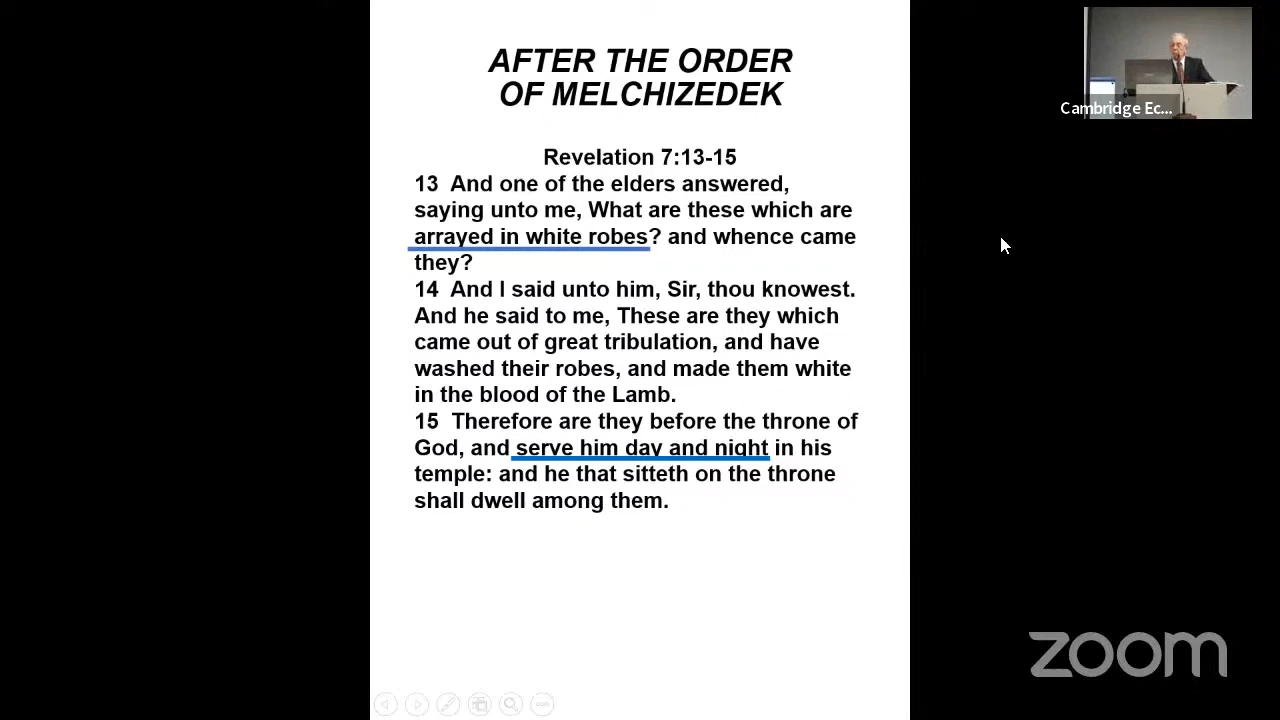 AFTER THE ORDER
OF MELCHIZEDEK
Cambridge Ec...
Revelation 7:13-15
13 And one of the elders answered,
saying unto me, What are these which are
arrayed in white robes? and whence came
they?
14 And I said unto him, Sir, thou knowest.
And he said to me, These are they which
came out of great tribulation, and have
washed their robes, and made them white
in the blood of the Lamb.
15 Therefore are they before the throne of
God, and serve him day and night in his
temple: and he that sitteth on the throne
shall dwell among them.
zoom